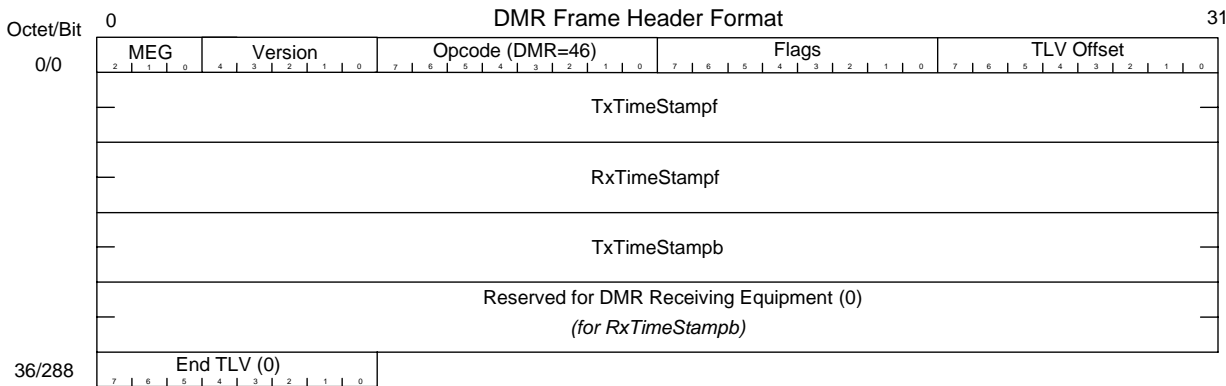 DMR Frame Header Format
Octet/Bit 0 31
MEG Version Opcode (DMR=46) Flags TLV Offset
0/0 2 1 0 4 3 2 1 0 7 6 5 4 3 2 1 0 7 6 5 4 3 2 1 0 7 6 5 4 3 2 1 0
TxTimeStampf
RxTimeStampf
TxTimeStampb
Reserved for DMR Receiving Equipment (0)
(for RxTimeStampb)
36/288 End TLV (0)
7 6 5 4 3 2 1 0